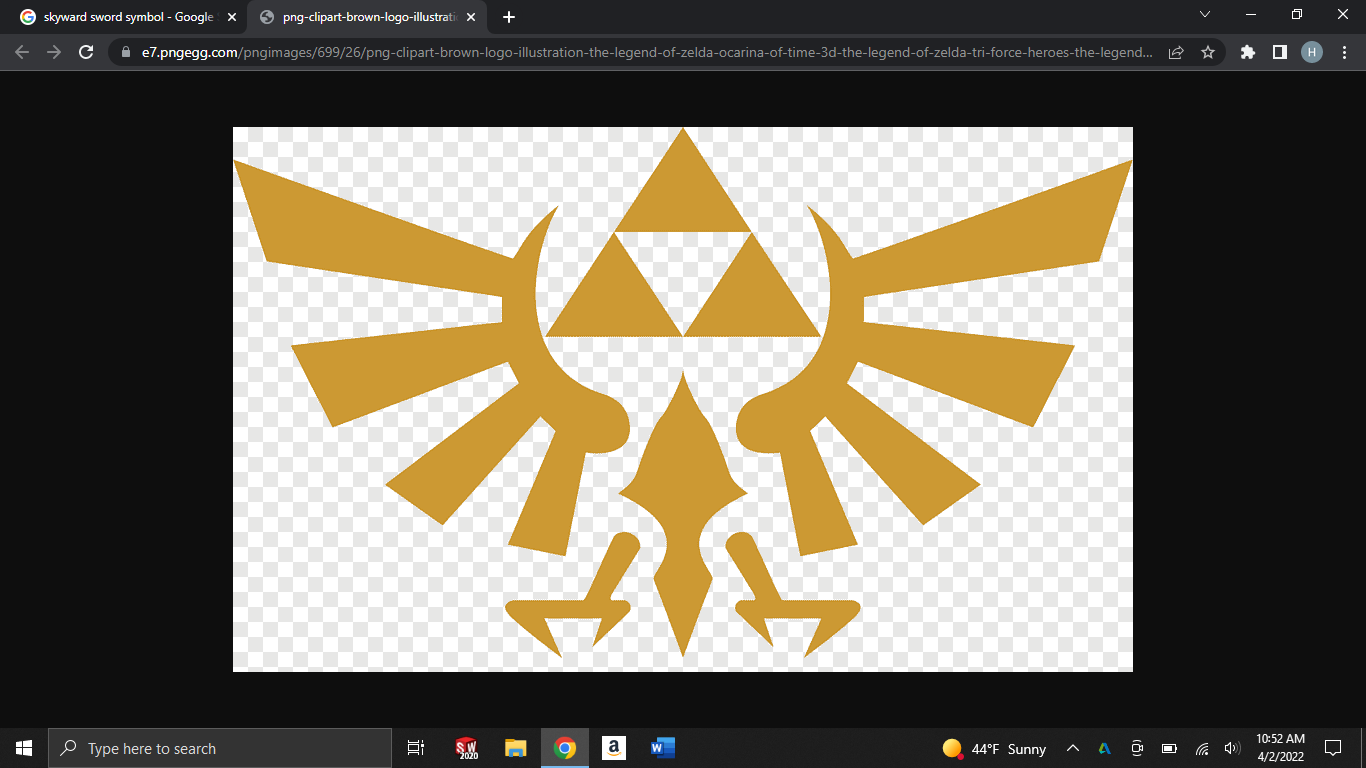 skyward sword symbol - Google
png-clipart-brown-logo-illustrati
e7.pngegg.com/pngimages/699/26/png-clipart-brown-logo-illustration-the-legend-of-zelda-ocarina-of-time-3d-the-legend-of-zelda-tri-force-heroes-the-legend...
H
Type here to search
SW
2020
a
W
44°F Sunny
10:52 AM
4/2/2022